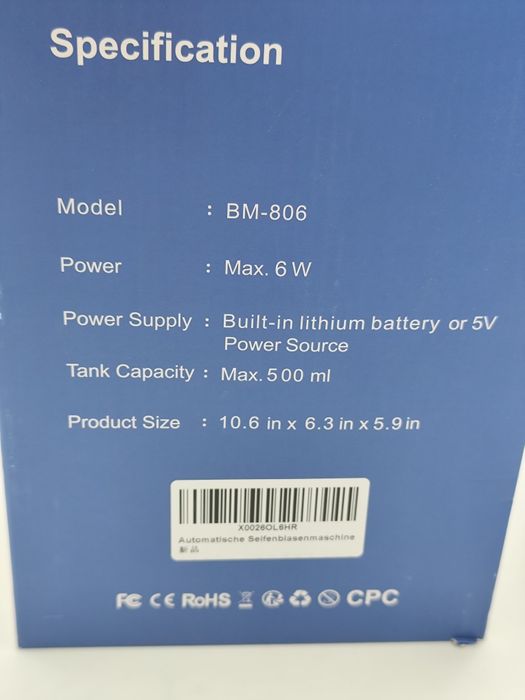 Specification
Model : BM-806
Power : Max. 6 W
Power Supply : Built-in lithium battery or 5V
Power Source
Tank Capacity : Max. 500 ml
Product Size : 10.6 in x 6.3 in x 5.9 in
X0026OL6HR
Automatische Seifenblasenmaschine
新品
FC CE RoHS CPC